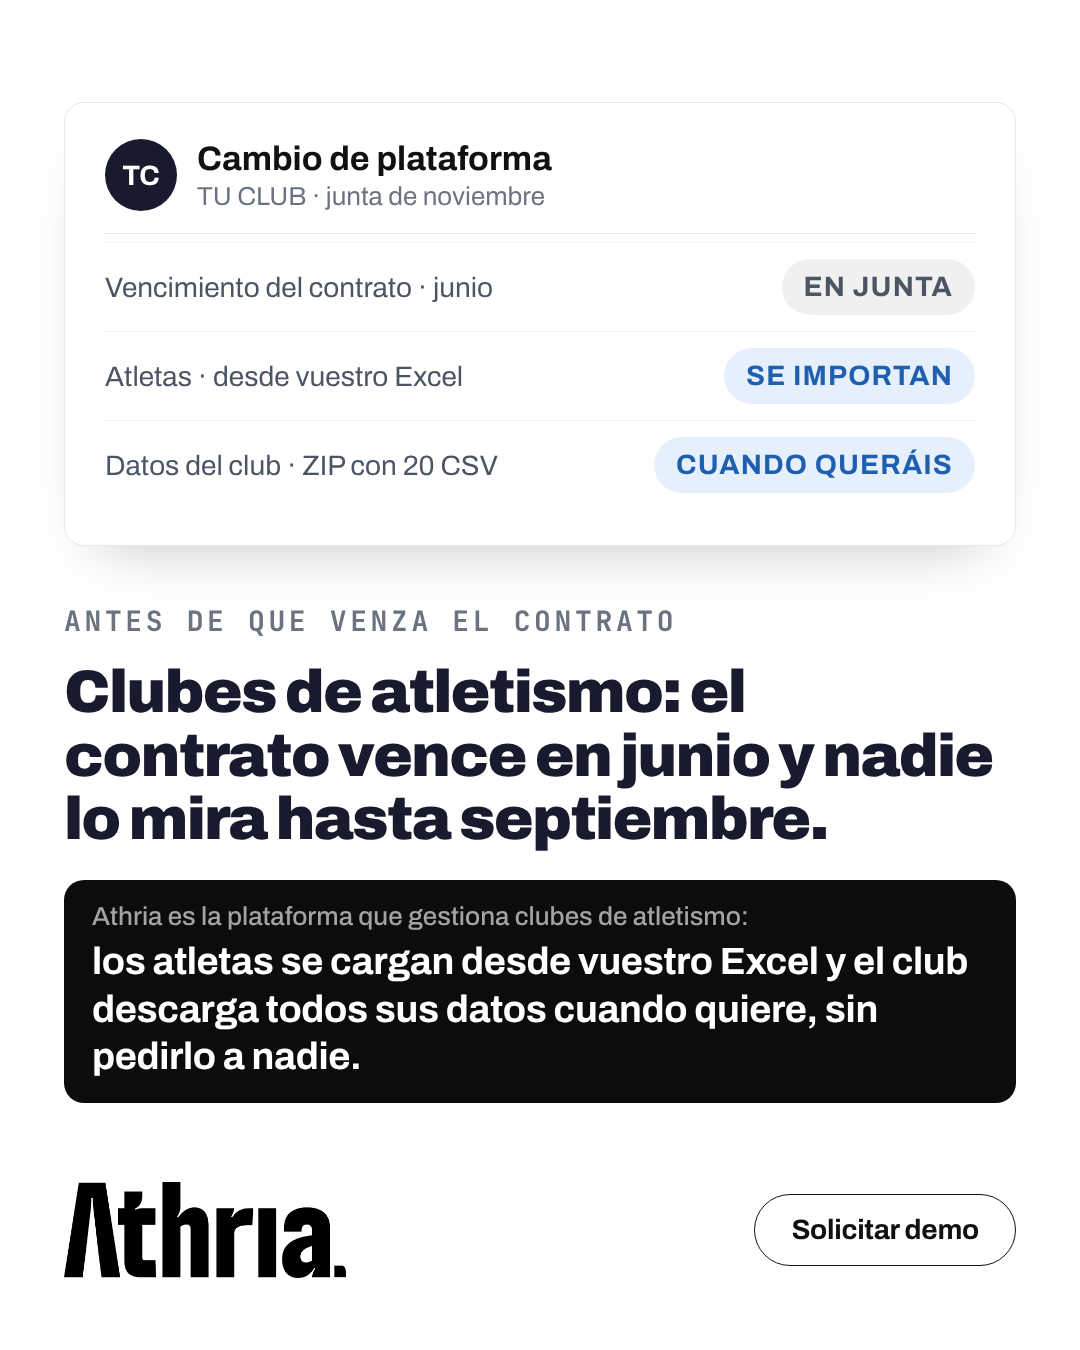 TC
Cambio de plataforma
TU CLUB · junta de noviembre
Vencimiento del contrato · junio
EN JUNTA
Atletas · desde vuestro Excel
SE IMPORTAN
Datos del club · ZIP con 20 CSV
CUANDO QUERÁIS
ANTES DE QUE VENZA EL CONTRATO
Clubes de atletismo: el
contrato vence en junio y nadie
lo mira hasta septiembre.
Athria es la plataforma que gestiona clubes de atletismo:
los atletas se cargan desde vuestro Excel y el club
descarga todos sus datos cuando quiere, sin
pedirlo a nadie.
Athria.
Solicitar demo